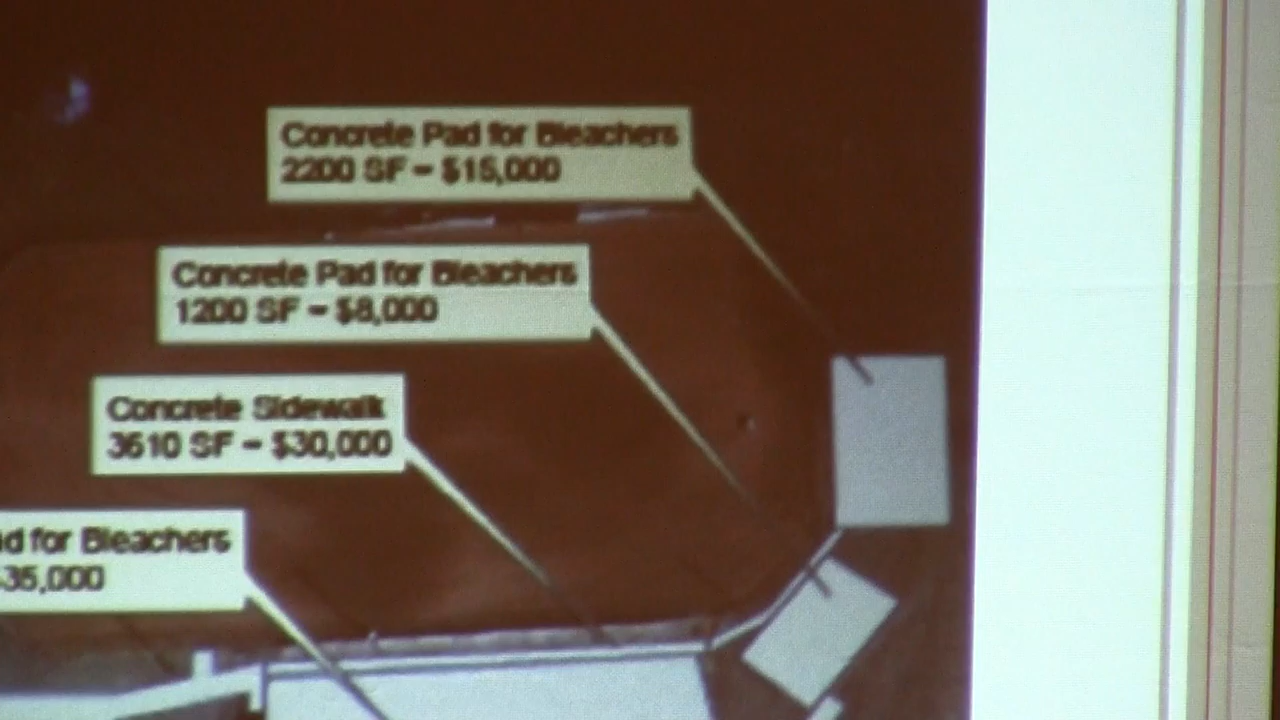 Concrete Pad for Bleachers
2200 SF - $15,000
Concrete Pad for Bleachers
1200 SF - $8,000
Concrete Sidewalk
3610 SF - $30,000
for Bleachers
$35,000